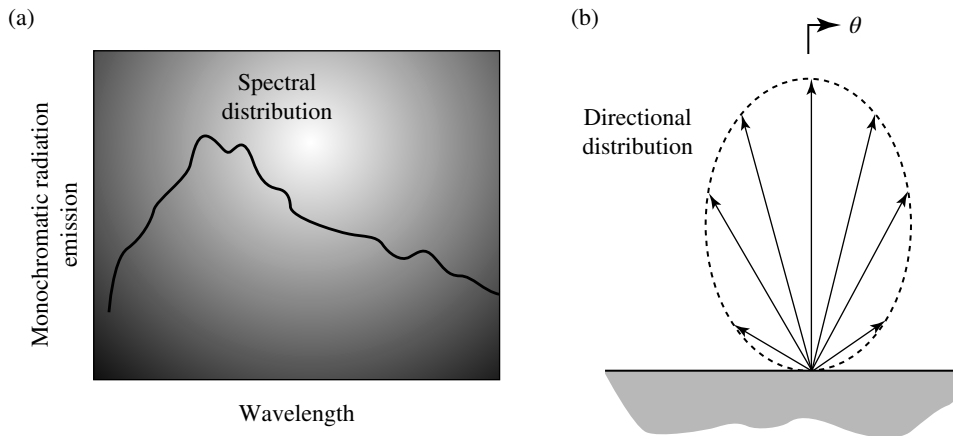 (a)
Spectral
distribution
Monochromatic radiation
emission
Wavelength
(b)
θ
Directional
distribution